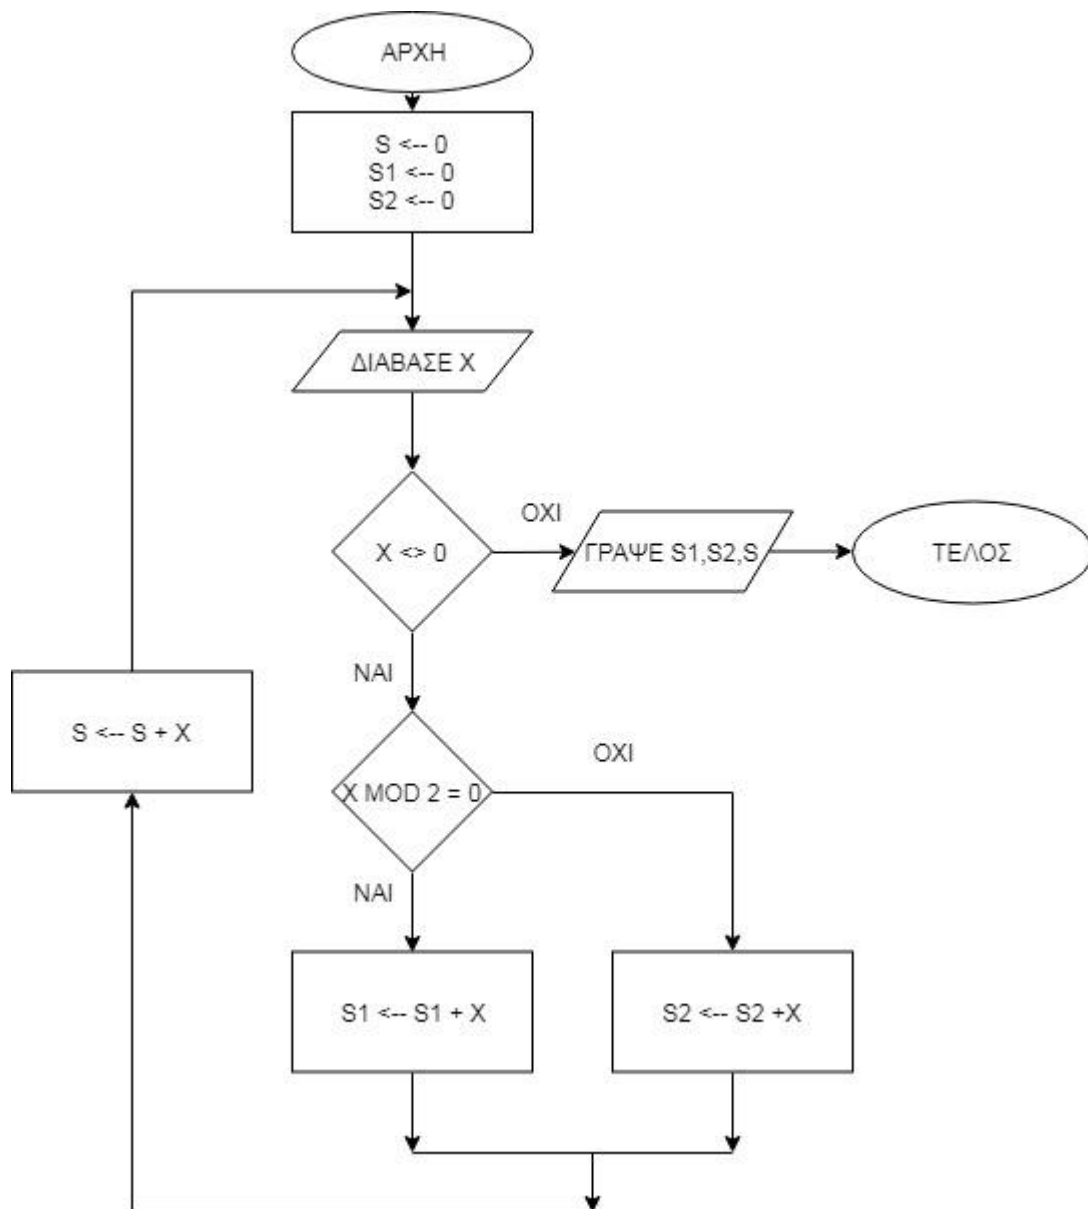 ΑΡΧΗ
S <-- 0
S1 <-- 0
S2 <-- 0
ΔΙΑΒΑΣΕ Χ
X <> 0
ΟΧΙ
ΓΡΑΨΕ S1,S2,S
ΤΕΛΟΣ
ΝΑΙ
S <-- S + X
X MOD 2 = 0
ΟΧΙ
ΝΑΙ
S1 <-- S1 + X
S2 <-- S2 +X